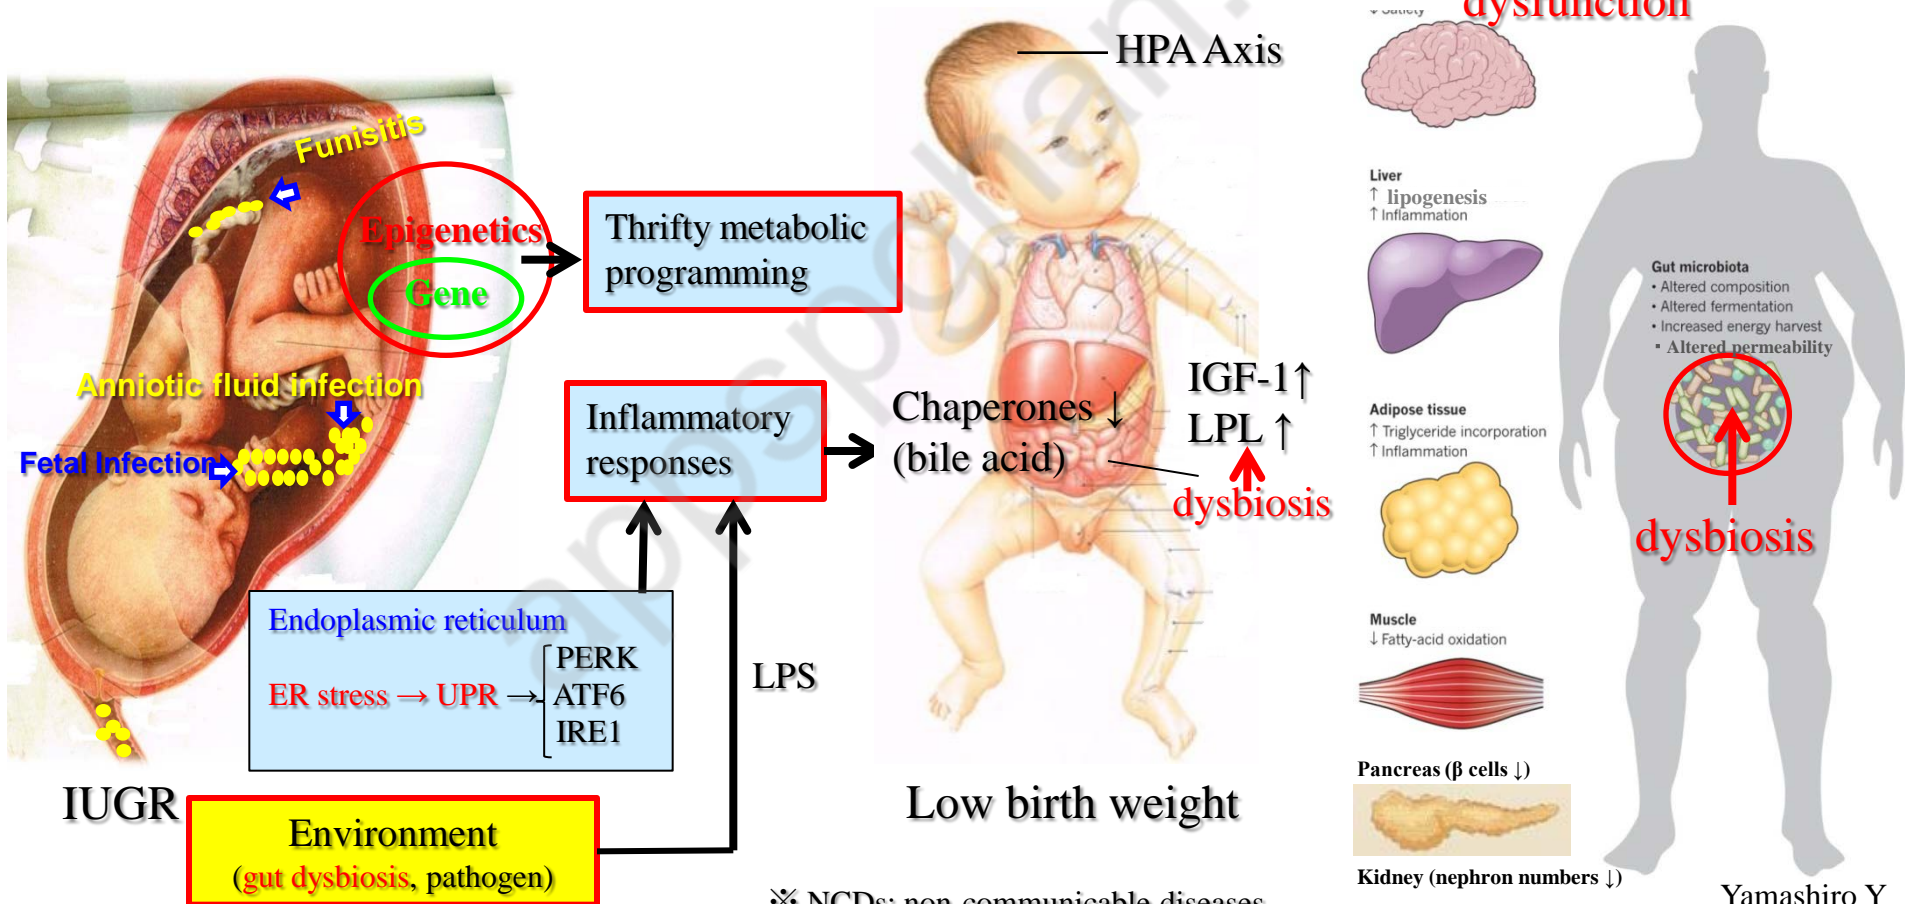 Funisitis
Epigenetics
Gene
Anniotic fluid infection
Fetal Infection
IUGR
Thrifty metabolic
programming
Inflammatory
responses
Endoplasmic reticulum
ER stress → UPR →
PERK
ATF6
IRE1
LPS
Environment
(gut dysbiosis, pathogen)
HPA Axis
Chaperones ↓
(bile acid)
IGF-1↑
LPL ↑
dysbiosis
Low birth weight
※ NCDs: non-communicable diseases
dysfunction
↓ Satiety
Liver
↑ lipogenesis
↑ Inflammation
Adipose tissue
↑ Triglyceride incorporation
↑ Inflammation
Muscle
↓ Fatty-acid oxidation
Pancreas (β cells ↓)
Kidney (nephron numbers ↓)
Gut microbiota
• Altered composition
• Altered fermentation
• Increased energy harvest
▪ Altered permeability
dysbiosis
Yamashiro Y